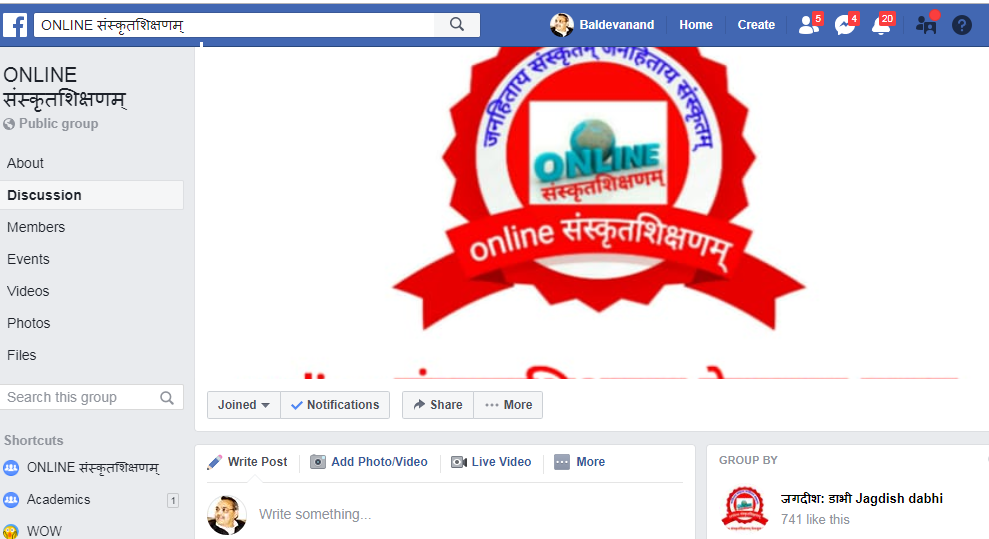 ONLINE संस्कृतशिक्षणम्
Baldevanand
Home
Create
5
4
20
ONLINE
संस्कृतशिक्षणम्
Public group
About
Discussion
Members
Events
Videos
Photos
Files
Search this group
Shortcuts
ONLINE संस्कृतशिक्षणम्
Academics 1
WOW
जनहिताय संस्कृतम् जनहिताय संस्कृतम्
ONLINE
संस्कृतशिक्षणम्
online संस्कृतशिक्षणम्
Joined
Notifications
Share
More
Write Post
Add Photo/Video
Live Video
More
Write something...
GROUP BY
जगदीश: डाभी Jagdish dabhi
741 like this